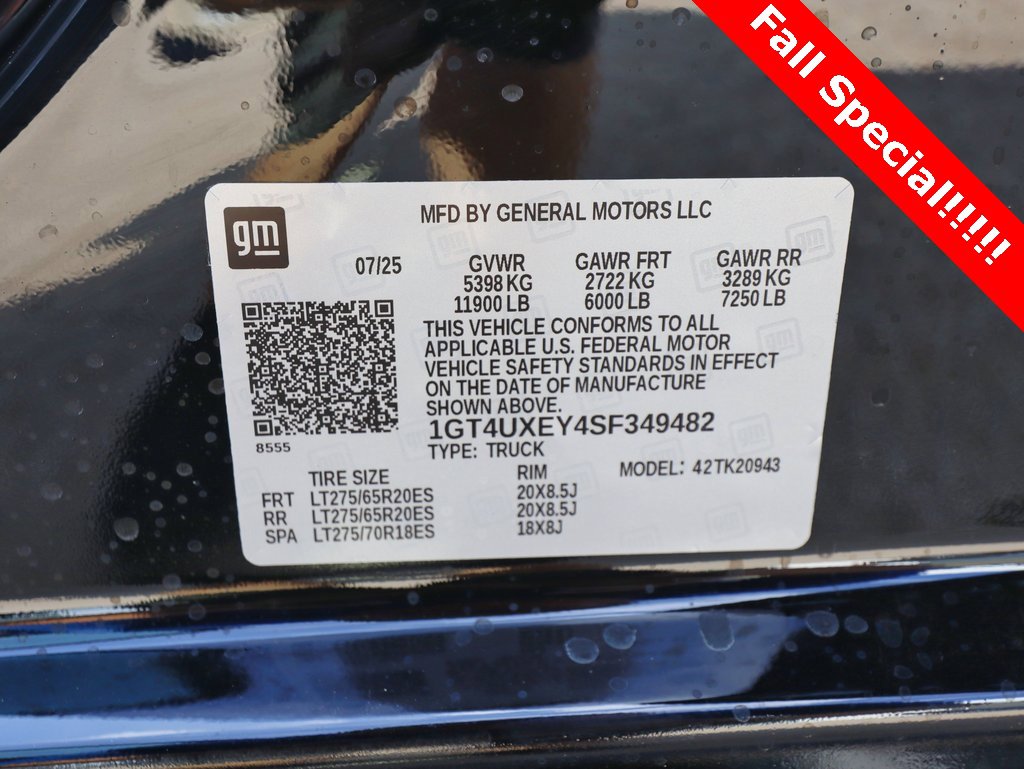 Fall Special!!!!!
gm
MFD BY GENERAL MOTORS LLC
07/25
GVWR GAWR FRT GAWR RR
5398 KG 2722 KG 3289 KG
11900 LB 6000 LB 7250 LB
THIS VEHICLE CONFORMS TO ALL
APPLICABLE U.S. FEDERAL MOTOR
VEHICLE SAFETY STANDARDS IN EFFECT
ON THE DATE OF MANUFACTURE
SHOWN ABOVE.
1GT4UXEY4SF349482
8555
TYPE: TRUCK
TIRE SIZE RIM MODEL: 42TK20943
FRT LT275/65R20ES 20X8.5J
RR LT275/65R20ES 20X8.5J
SPA LT275/70R18ES 18X8J